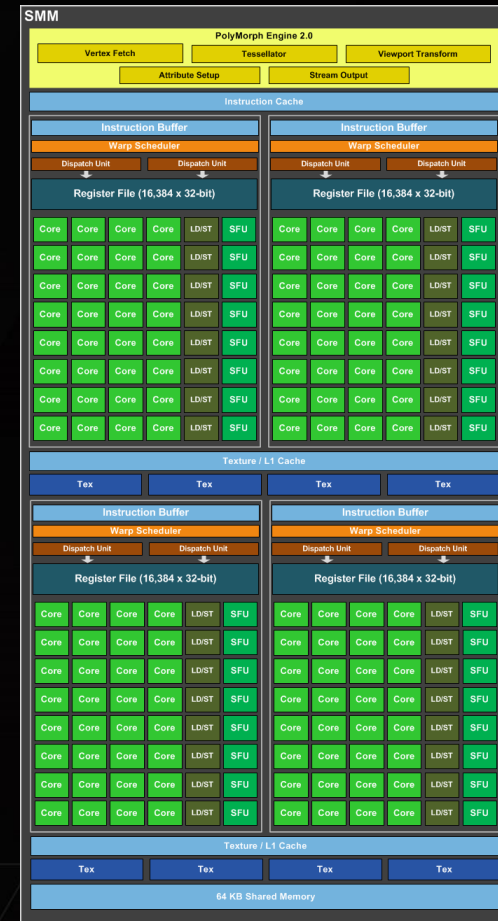 SMM
PolyMorph Engine 2.0
Vertex Fetch Tessellator Viewport Transform
Attribute Setup Stream Output
Instruction Cache
Instruction Buffer Instruction Buffer
Warp Scheduler Warp Scheduler
Dispatch Unit Dispatch Unit Dispatch Unit Dispatch Unit
Register File (16,384 x 32-bit) Register File (16,384 x 32-bit)
Core Core Core Core LD/ST SFU Core Core Core Core LD/ST SFU
Core Core Core Core LD/ST SFU Core Core Core Core LD/ST SFU
Core Core Core Core LD/ST SFU Core Core Core Core LD/ST SFU
Core Core Core Core LD/ST SFU Core Core Core Core LD/ST SFU
Core Core Core Core LD/ST SFU Core Core Core Core LD/ST SFU
Core Core Core Core LD/ST SFU Core Core Core Core LD/ST SFU
Core Core Core Core LD/ST SFU Core Core Core Core LD/ST SFU
Core Core Core Core LD/ST SFU Core Core Core Core LD/ST SFU
Texture / L1 Cache
Tex Tex Tex Tex
Instruction Buffer Instruction Buffer
Warp Scheduler Warp Scheduler
Dispatch Unit Dispatch Unit Dispatch Unit Dispatch Unit
Register File (16,384 x 32-bit) Register File (16,384 x 32-bit)
Core Core Core Core LD/ST SFU Core Core Core Core LD/ST SFU
Core Core Core Core LD/ST SFU Core Core Core Core LD/ST SFU
Core Core Core Core LD/ST SFU Core Core Core Core LD/ST SFU
Core Core Core Core LD/ST SFU Core Core Core Core LD/ST SFU
Core Core Core Core LD/ST SFU Core Core Core Core LD/ST SFU
Core Core Core Core LD/ST SFU Core Core Core Core LD/ST SFU
Core Core Core Core LD/ST SFU Core Core Core Core LD/ST SFU
Core Core Core Core LD/ST SFU Core Core Core Core LD/ST SFU
Texture / L1 Cache
Tex Tex Tex Tex
64 KB Shared Memory